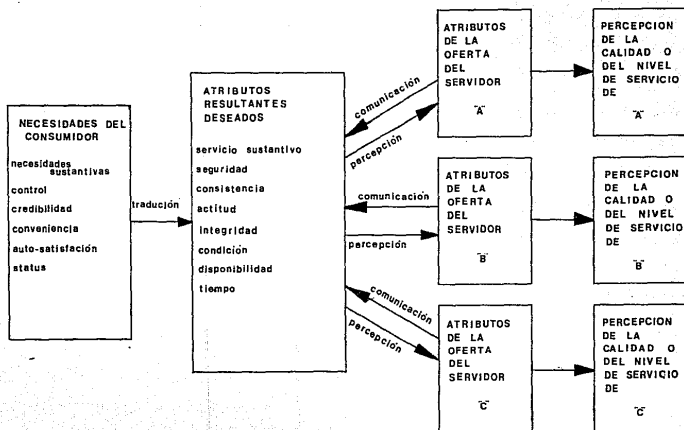 NECESIDADES DEL
CONSUMIDOR
necesidades
sustantivas
control
credibilidad
conveniencia
auto-satisfación
status
tradución
ATRIBUTOS
RESULTANTES
DESEADOS
servicio sustantivo
seguridad
consistencia
actitud
integridad
condición
disponibilidad
tiempo
comunicación
percepción
comunicación
percepción
comunicación
percepción
ATRIBUTOS
DE LA
OFERTA
DEL
SERVIDOR
"A"
PERCEPCION
DE LA
CALIDAD O
DEL NIVEL
DE SERVICIO
DE
"A"
ATRIBUTOS
DE LA
OFERTA
DEL
SERVIDOR
"B"
PERCEPCION
DE LA
CALIDAD O
DEL NIVEL
DE SERVICIO
DE
"B"
ATRIBUTOS
DE LA
OFERTA
DEL
SERVIDOR
"C"
PERCEPCION
DE LA
CALIDAD O
DEL NIVEL
DE SERVICIO
DE
"C"